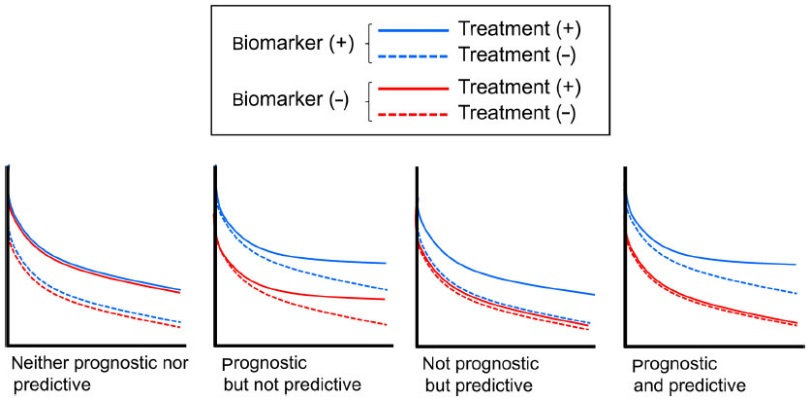 Biomarker (+) Treatment (+)
Treatment (–)
Biomarker (–) Treatment (+)
Treatment (–)
Neither prognostic nor
predictive
Prognostic
but not predictive
Not prognostic
but predictive
Prognostic
and predictive